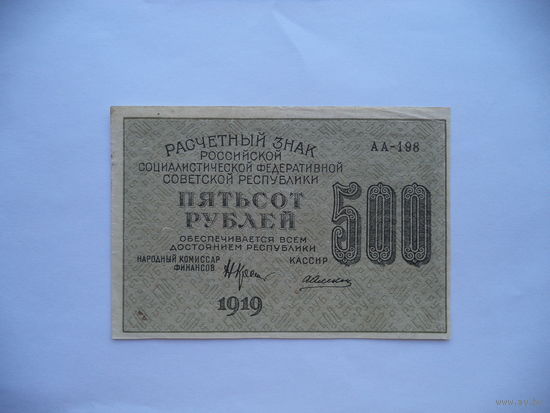 РАСЧЕТНЫЙ ЗНАК
РОССИЙСКОЙ
СОЦИАЛИСТИЧЕСКОЙ ФЕДЕРАТИВНОЙ
СОВЕТСКОЙ РЕСПУБЛИКИ
АА-198
ПЯТЬСОТ
РУБЛЕЙ
500
ОБЕСПЕЧИВАЕТСЯ ВСЕМ
ДОСТОЯНИЕМ РЕСПУБЛИКИ
НАРОДНЫЙ КОМИССАР
ФИНАНСОВ
КАССИР
1919